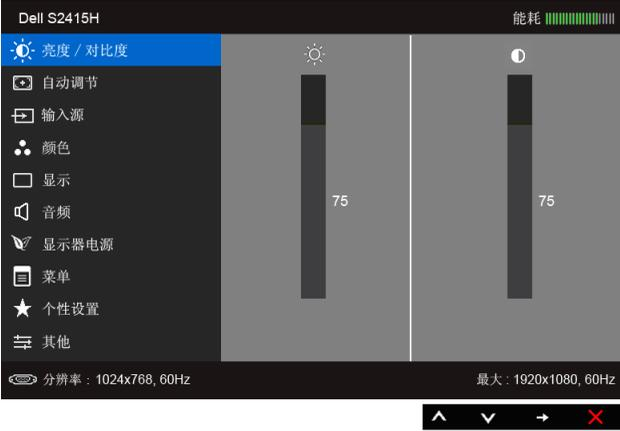 Dell S2415H
能耗
亮度 / 对比度
自动调节
输入源
颜色
显示
音频
显示器电源
菜单
个性设置
其他
75
75
分辨率 : 1024x768, 60Hz
最大 : 1920x1080, 60Hz